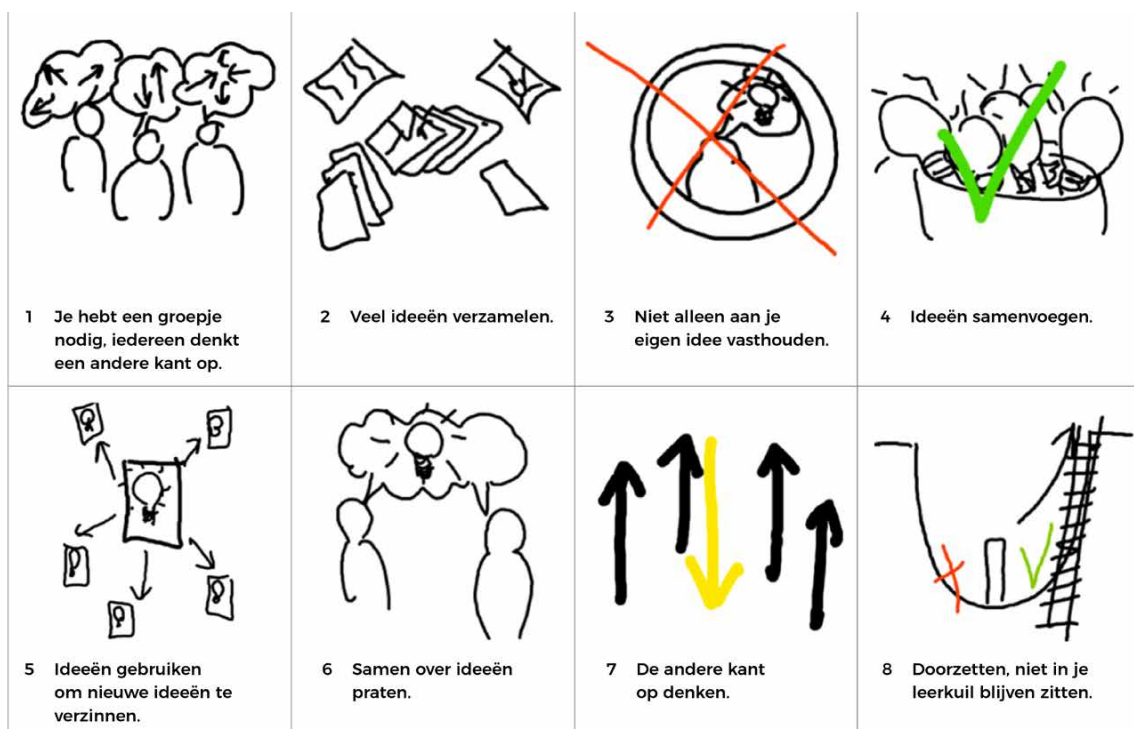 1 Je hebt een groepje
nodig, iedereen denkt
een andere kant op.
2 Veel ideeën verzamelen.
3 Niet alleen aan je
eigen idee vasthouden.
4 Ideeën samenvoegen.
5 Ideeën gebruiken
om nieuwe ideeën te
verzinnen.
6 Samen over ideeën
praten.
7 De andere kant
op denken.
8 Doorzetten, niet in je
leerkuil blijven zitten.